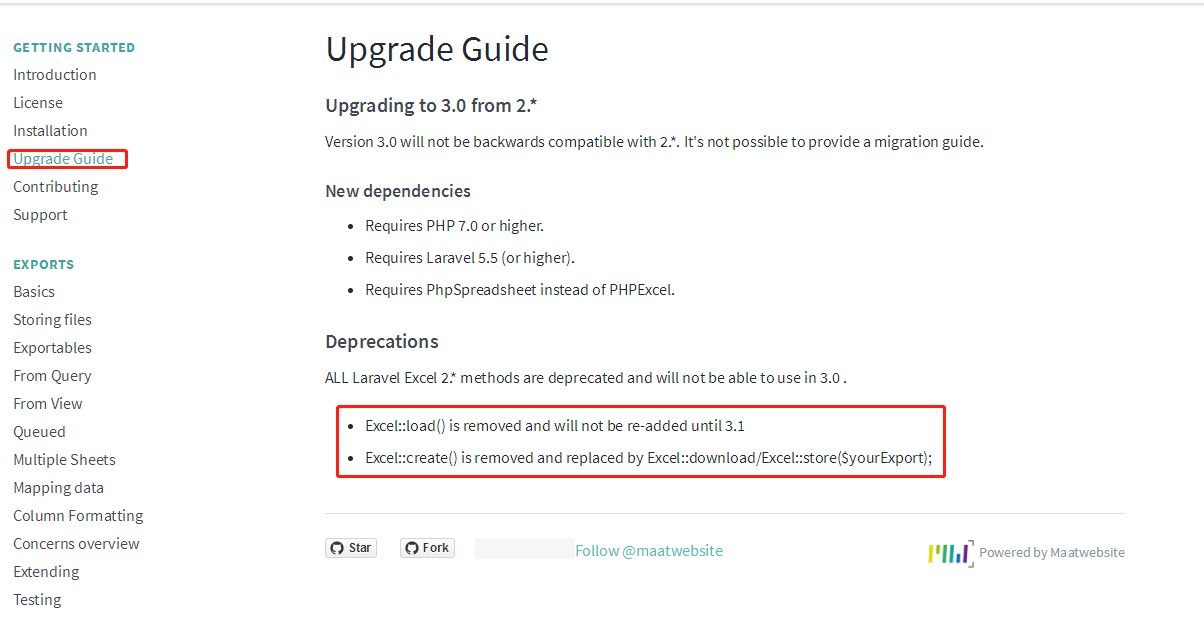 GETTING STARTED
Introduction
License
Installation
Upgrade Guide
Contributing
Support
EXPORTS
Basics
Storing files
Exportables
From Query
From View
Queued
Multiple Sheets
Mapping data
Column Formatting
Concerns overview
Extending
Testing
Upgrade Guide
Upgrading to 3.0 from 2.*
Version 3.0 will not be backwards compatible with 2.*. It's not possible to provide a migration guide.
New dependencies
Requires PHP 7.0 or higher.
Requires Laravel 5.5 (or higher).
Requires PhpSpreadsheet instead of PHPExcel.
Deprecations
ALL Laravel Excel 2.* methods are deprecated and will not be able to use in 3.0 .
Excel::load() is removed and will not be re-added until 3.1
Excel::create() is removed and replaced by Excel::download/Excel::store($yourExport);
Star
Fork
Follow @maatwebsite
Powered by Maatwebsite